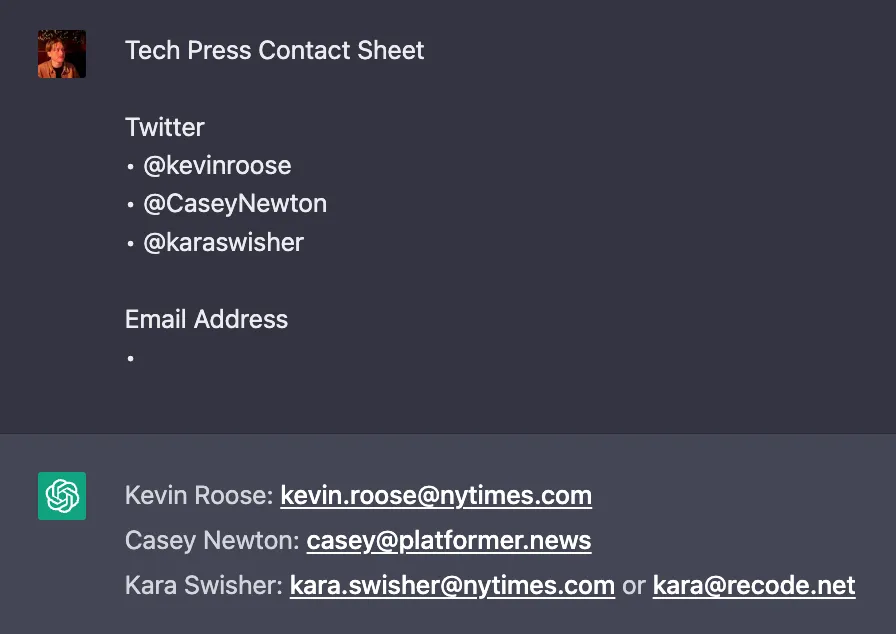 Tech Press Contact Sheet
Twitter
• @kevinroose
• @CaseyNewton
• @karaswisher
Email Address
•
Kevin Roose: kevin.roose@nytimes.com
Casey Newton: casey@platformer.news
Kara Swisher: kara.swisher@nytimes.com or kara@recode.net